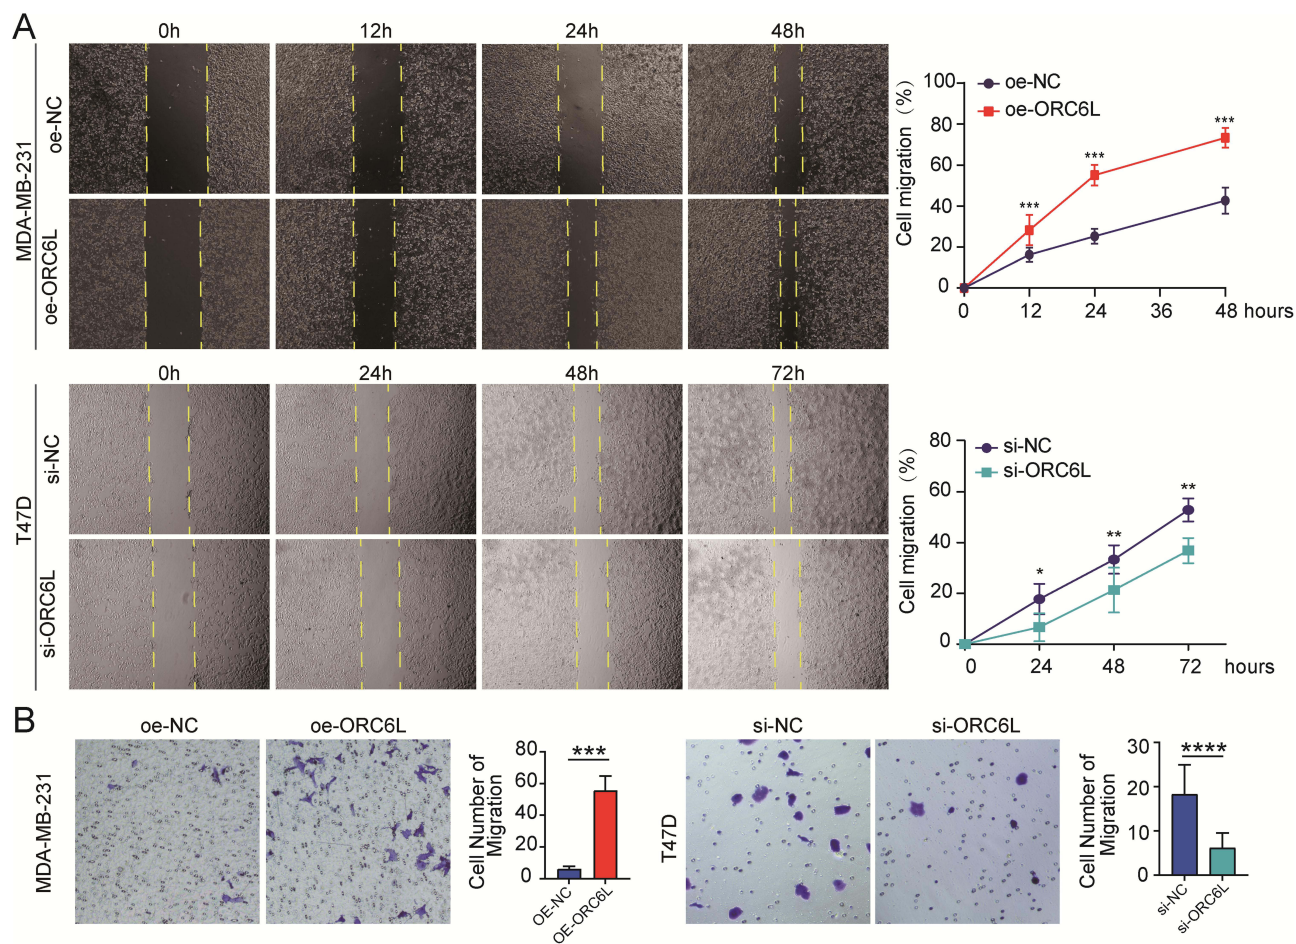 A
0h
12h
24h
48h
MDA-MB-231
oe-NC
oe-ORC6L
Cell migration (%)
100
80
60
40
20
0
oe-NC
oe-ORC6L
***
***
***
0
12
24
36
48 hours
0h
24h
48h
72h
T47D
si-NC
si-ORC6L
Cell migration (%)
80
60
40
20
0
si-NC
si-ORC6L
*
**
**
0
24
48
72
hours
B
oe-NC
oe-ORC6L
MDA-MB-231
Cell Number of
Migration
80
60
40
20
0
***
OE-NC
OE-ORC6L
si-NC
si-ORC6L
T47D
Cell Number of
Migration
30
20
10
0
****
si-NC
si-ORC6L